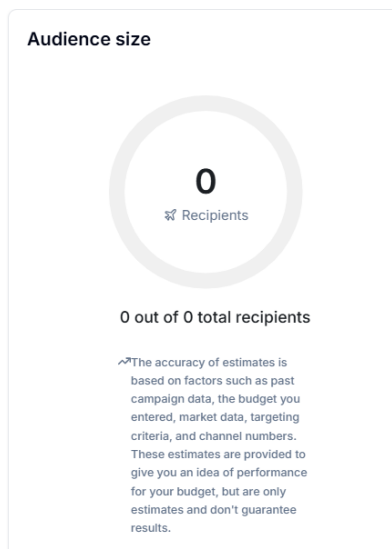 Audience size
0
Recipients
0 out of 0 total recipients
The accuracy of estimates is
based on factors such as past
campaign data, the budget you
entered, market data, targeting
criteria, and channel numbers.
These estimates are provided to
give you an idea of performance
for your budget, but are only
estimates and don't guarantee
results.